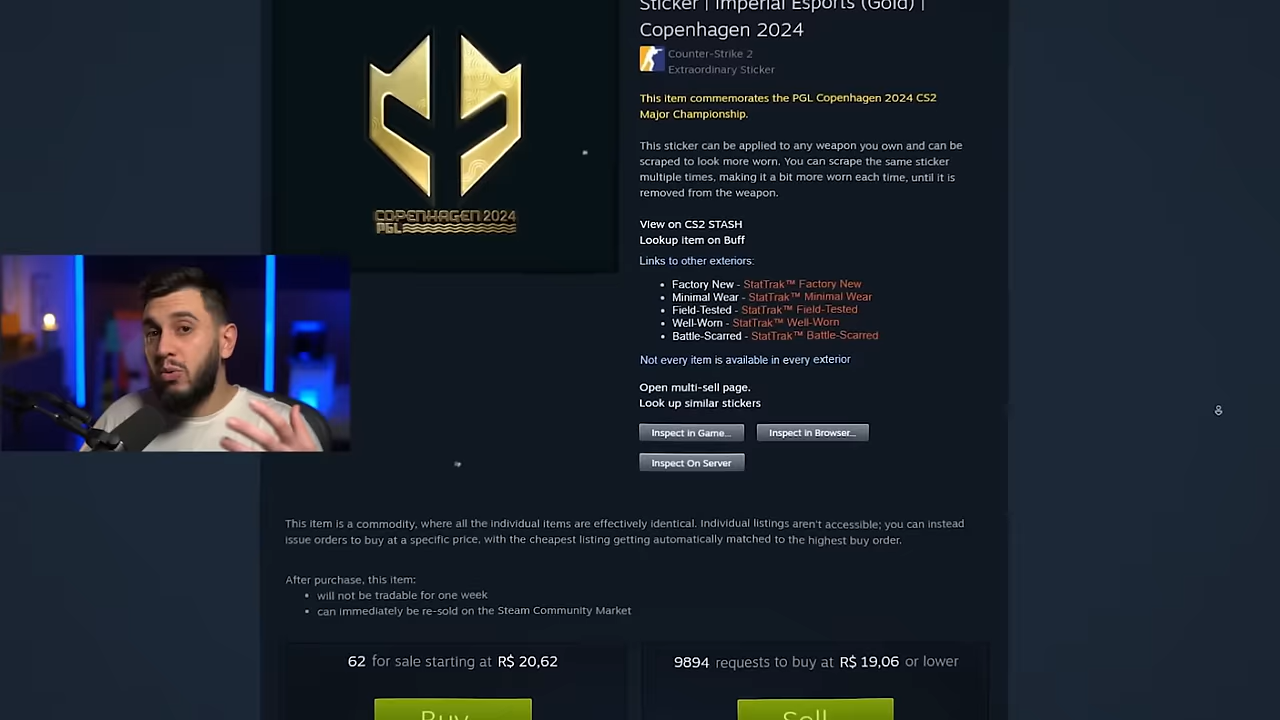 Sticker | Imperial Esports (Gold) |
Copenhagen 2024
Counter-Strike 2
Extraordinary Sticker
This item commemorates the PGL Copenhagen 2024 CS2
Major Championship.
This sticker can be applied to any weapon you own and can be
scraped to look more worn. You can scrape the same sticker
multiple times, making it a bit more worn each time, until it is
removed from the weapon.
COPENHAGEN 2024
PGL
View on CS2 STASH
Lookup Item on Buff
Links to other exteriors:
Factory New - StatTrak™ Factory New
Minimal Wear - StatTrak™ Minimal Wear
Field-Tested - StatTrak™ Field-Tested
Well-Worn - StatTrak™ Well-Worn
Battle-Scarred - StatTrak™ Battle-Scarred
Not every item is available in every exterior
Open multi-sell page.
Look up similar stickers
Inspect in Game... Inspect in Browser...
Inspect On Server
This item is a commodity, where all the individual items are effectively identical. Individual listings aren't accessible; you can instead
issue orders to buy at a specific price, with the cheapest listing getting automatically matched to the highest buy order.
After purchase, this item:
will not be tradable for one week
can immediately be re-sold on the Steam Community Market
62 for sale starting at R$ 20,62 9894 requests to buy at R$ 19,06 or lower
Buy Sell